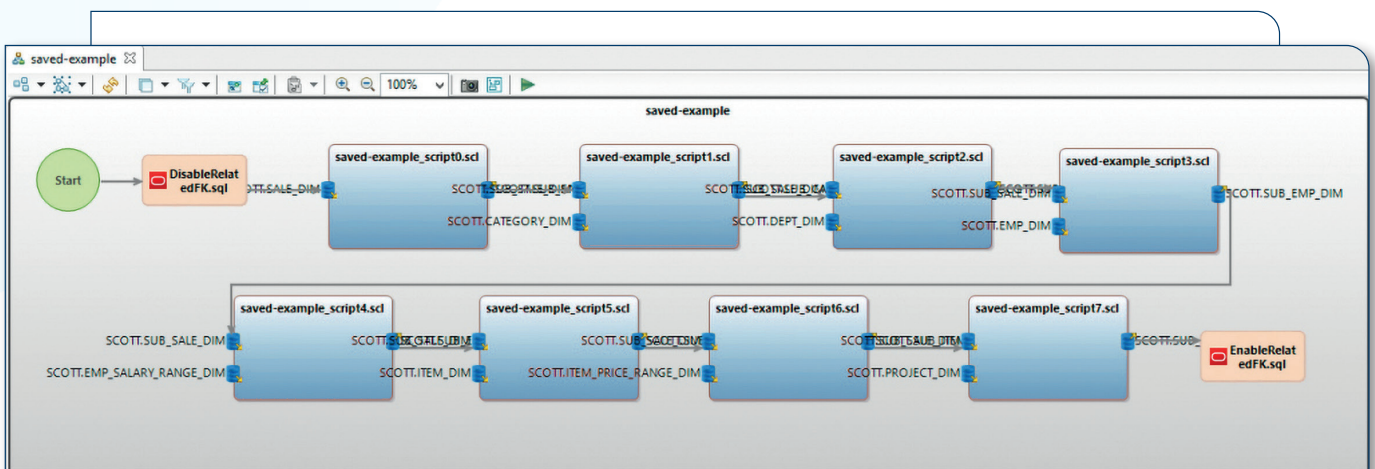 saved-example
100%
saved-example
Start
DisableRelat
edFK.sql
saved-example_script0.scl
saved-example_script1.scl
saved-example_script2.scl
saved-example_script3.scl
SCOTT.SUB_EMP_DIM
SCOTT.CATEGORY_DIM
SCOTT.DEPT_DIM
SCOTT.SUB_SALE_DIM
SCOTT.EMP_DIM
saved-example_script4.scl
saved-example_script5.scl
saved-example_script6.scl
saved-example_script7.scl
SCOTT.SUB_SALE_DIM
SCOTT.EMP_SALARY_RANGE_DIM
SCOTT.ITEM_DIM
SCOTT.ITEM_PRICE_RANGE_DIM
SCOTT.PROJECT_DIM
EnableRelat
edFK.sql